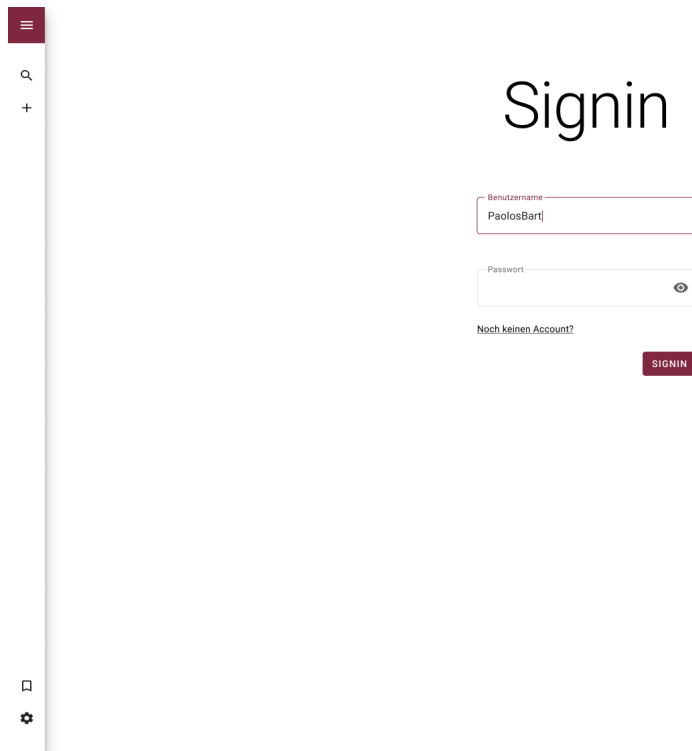 Signin
Benutzername
PaolosBart
Passwort
Noch keinen Account?
SIGNIN